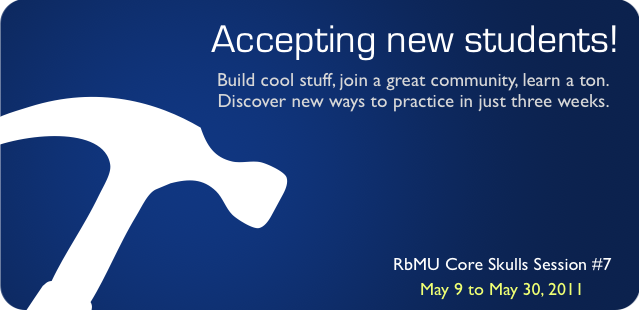 Accepting new students!
Build cool stuff, join a great community, learn a ton.
Discover new ways to practice in just three weeks.
RbMU Core Skulls Session #7
May 9 to May 30, 2011